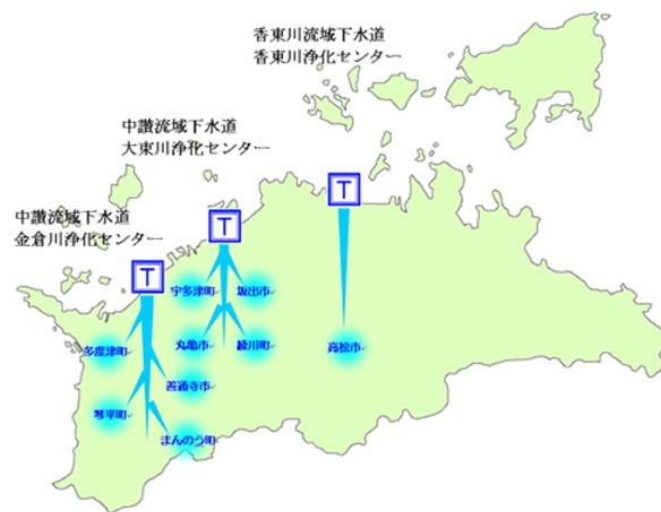 香東川流域下水道
香東川浄化センター
中讃流域下水道
大東川浄化センター
中讃流域下水道
金倉川浄化センター
T
T
T
宇多津町
坂出市
多度津町
丸亀市
綾川町
高松市
善通寺市
琴平町
まんのう町